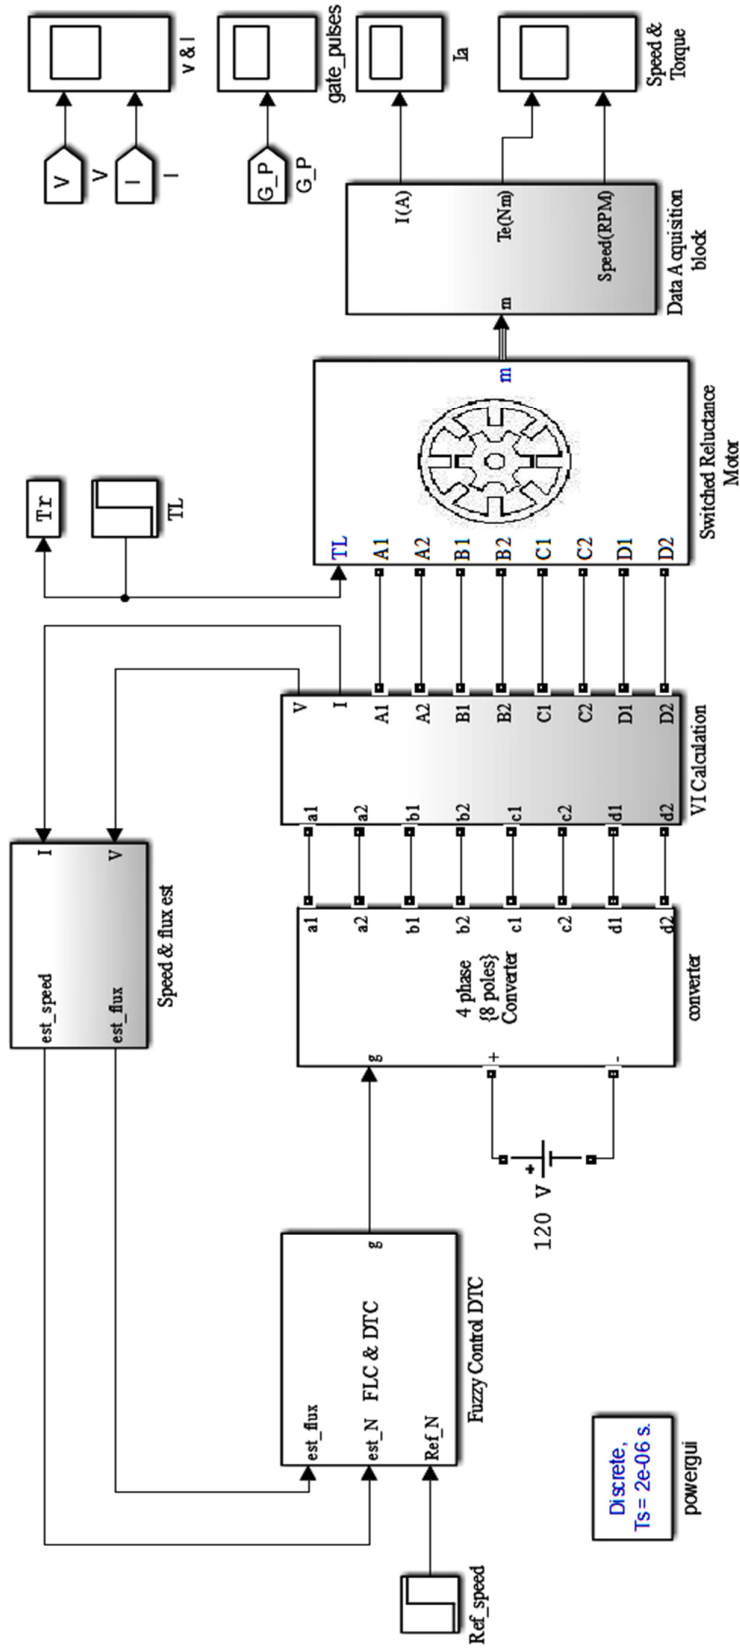 Ref_speed
Discrete,
Ts = 2e-06 s.
powergui
est_flux
est_N
Ref_N
FLC & DTC
g
Fuzzy Control DTC
120 V
+
est_speed
est_flux
I
V
Speed & flux est
g
+
-
4 phase
{8 poles}
Converter
a1
a2
b1
b2
c1
c2
d1
d2
converter
a1
a2
b1
b2
c1
c2
d1
d2
V
I
A1
A2
B1
B2
C1
C2
D1
D2
VI Calculation
Tr
TL
TL
A1
A2
B1
B2
C1
C2
D1
D2
m
Switched Reluctance
Motor
m
I(A)
Te(Nm)
Speed(RPM)
Data Acquisition
block
V
V
I
I
G_P
G_P
v & I
gate_pulses
Ia
Speed &
Torque